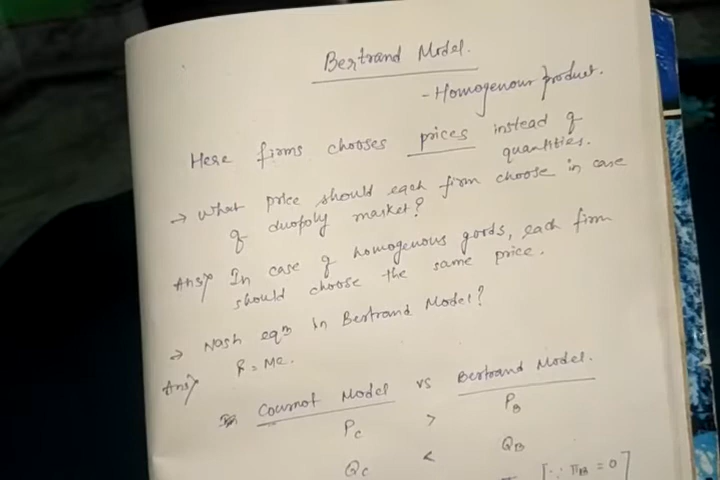 Bertrand Model.
- Homogenous product.
Here firms chooses prices instead of quantities.
→ What price should each firm choose in case
of duopoly market?
Ans) In case of homogenous goods, each firm
should choose the same price.
→ Nash eqm in Bertrand Model?
Ans) P = MC.
Cournot Model vs Bertrand Model.
Pc > PB
Qc < QB
[∵ πB = 0]